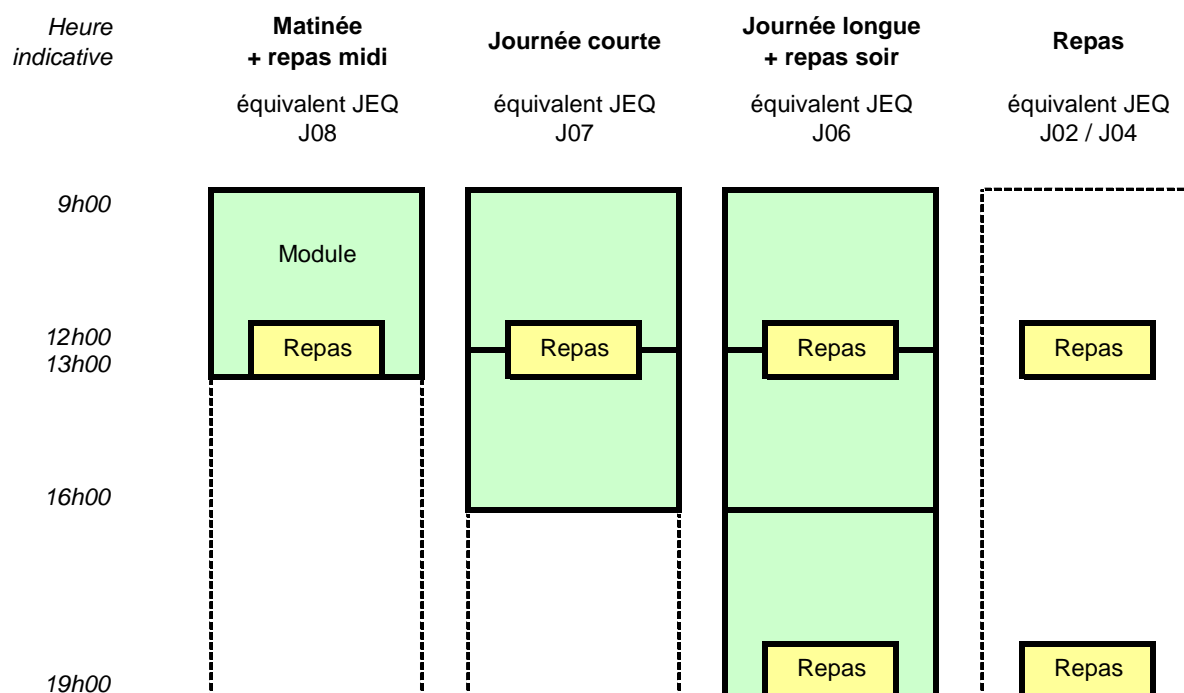 Heure
indicative
Matinée
+ repas midi
Journée courte
Journée longue
+ repas soir
Repas
équivalent JEQ
J08
équivalent JEQ
J07
équivalent JEQ
J06
équivalent JEQ
J02 / J04
9h00
Module
12h00
13h00
Repas
Repas
Repas
Repas
16h00
Repas
Repas
19h00